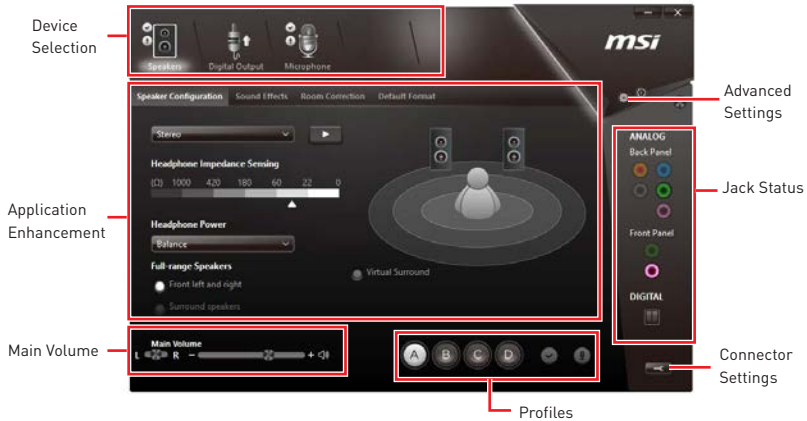 Device
Selection
msi
Speakers
Digital Output
Microphone
Advanced
Settings
Speaker Configuration
Sound Effects
Room Correction
Default Format
Stereo
Headphone Impedance Sensing
(Ω) 1000 420 180 60 22 0
Application
Enhancement
Headphone Power
Balance
Full-range Speakers
Front left and right
Surround speakers
Virtual Surround
ANALOG
Back Panel
Front Panel
DIGITAL
Jack Status
Main Volume
Main Volume
L R - +
A B C D
Profiles
Connector
Settings